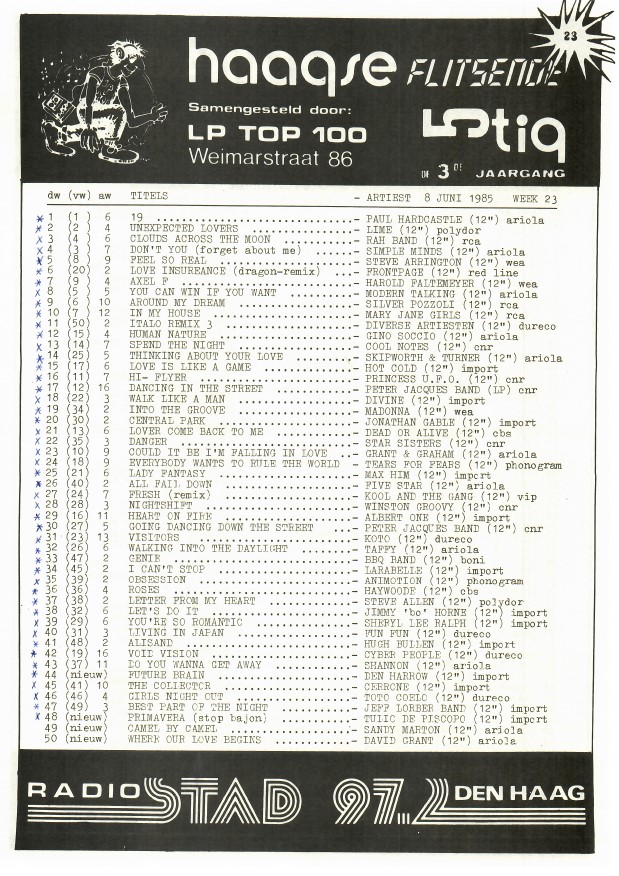 23
haagse FLITSENDE
Samengesteld door:
LP TOP 100
5tig
Weimarstraat 86
DE 3DE JAARGANG
dw (vw) aw TITELS - ARTIEST 8 JUNI 1985 WEEK 23
* 1 (1 ) 6 19 ................- PAUL HARDCASTLE (12") ariola
* 2 (2 ) 4 UNEXPECTED LOVERS ................- LIME (12") polydor
x 3 (4 ) 6 CLOUDS ACROSS THE MOON ................- RAH BAND (12") rca
x 4 (3 ) 7 DON'T YOU (forget about me) ................- SIMPLE MINDS (12") ariola
* 5 (8 ) 9 PEEL SO REAL ................- STEVE ARRINGTON (12") wea
* 6 (20) 2 LOVE INSUREANCE (dragon-remix) ................- FRONTPAGE (12") red line
* 7 (9 ) 4 AXEL F ................- HAROLD FALTEMEYER (12") wea
x 8 (5 ) 5 YOU CAN WIN IF YOU WANT ................- MODERN TALKING (12") ariola
x 9 (6 ) 10 AROUND MY DREAM ................- SILVER POZZOLI (12") rca
* 10 (7 ) 12 IN MY HOUSE ................- MARY JANE GIRLS (12") rca
* 11 (50) 2 ITALO REMIX 3 ................- DIVERSE ARTIESTEN (12") dureco
* 12 (15) 4 HUMAN NATURE ................- GINO SOCCIO (12") ariola
x 13 (14) 7 SPEND THE NIGHT ................- COOL NOTES (12") cnr
* 14 (25) 5 THINKING ABOUT YOUR LOVE ................- SKIPWORTH & TURNER (12") ariola
* 15 (17) 6 LOVE IS LIKE A GAME ................- HOT COLD (12") import
* 16 (11) 7 HI- FLYER ................- PRINCESS U.F.O. (12") cnr
* 17 (12) 16 DANCING IN THE STREET ................- PETER JACQUES BAND (LP) cnr
x 18 (22) 3 WALK LIKE A MAN ................- DIVINE (12") import
* 19 (34) 2 INTO THE GROOVE ................- MADONNA (12") wea
* 20 (30) 2 CENTRAL PARK ................- JONATHAN GABLE (12") import
x 21 (13) 6 LOVER COME BACK TO ME ................- DEAD OR ALIVE (12") cbs
x 22 (35) 3 DANGER ................- STAR SISTERS (12") cnr
x 23 (10) 9 COULD IT BE I'M FALLING IN LOVE ..- GRANT & GRAHAM (12") ariola
x 24 (18) 9 EVERYBODY WANTS TO RULE THE WORLD - TEARS FOR FEARS (12") phonogram
* 25 (21) 6 LADY FANTASY ................- MAX HIM (12") import
* 26 (40) 2 ALL FALL DOWN ................- FIVE STAR (12") ariola
x 27 (24) 7 FRESH (remix) ................- KOOL AND THE GANG (12") vip
x 28 (28) 3 NIGHTSHIFT ................- WINSTON GROOVY (12") cnr
* 29 (16) 11 HEART ON FIRE ................- ALBERT ONE (12") import
* 30 (27) 5 GOING DANCING DOWN THE STREET ................- PETER JACQUES BAND (12") cnr
* 31 (23) 13 VISITORS ................- KOTO (12") dureco
* 32 (26) 6 WALKING INTO THE DAYLIGHT ................- TAFFY (12") ariola
* 33 (47) 2 GENIE ................- BBQ BAND (12") boni
* 34 (45) 2 I CAN'T STOP ................- LARABELLE (12") import
x 35 (39) 2 OBSESSION ................- ANIMOTION (12") phonogram
* 36 (36) 4 ROSES ................- HAYWOODE (12") cbs
* 37 (38) 2 LETTER FROM MY HEART ................- STEVE ALLEN (12") polydor
* 38 (32) 6 LET'S DO IT ................- JIMMY 'bo' HORNE (12") import
x 39 (29) 6 YOU'RE SO ROMANTIC ................- SHERYL LEE RALPH (12") import
x 40 (31) 3 LIVING IN JAPAN ................- FUN FUN (12") dureco
* 41 (48) 2 ALISAND ................- HUGH BULLEN (12") import
* 42 (19) 16 VOID VISION ................- CYBER PEOPLE (12") dureco
* 43 (37) 11 DO YOU WANNA GET AWAY ................- SHANNON (12") ariola
* 44 (nieuw) FUTURE BRAIN ................- DEN HARROW (12") import
x 45 (41) 10 THE COLLECTOR ................- CERRONE (12") import
x 46 (46) 4 GIRLS NIGHT OUT ................- TOTO COELO (12") dureco
* 47 (49) 3 BEST PART OF THE NIGHT ................- JEFF LORBER BAND (12") import
x 48 (nieuw) PRIMAVERA (stop bajon) ................- TULIC DE PISCOPO (12") import
49 (nieuw) CAMEL BY CAMEL ................- SANDY MARTON (12") ariola
50 (nieuw) WHERE OUR LOVE BEGINS ................- DAVID GRANT (12") ariola
RADIO STAD 97.2 DEN HAAG